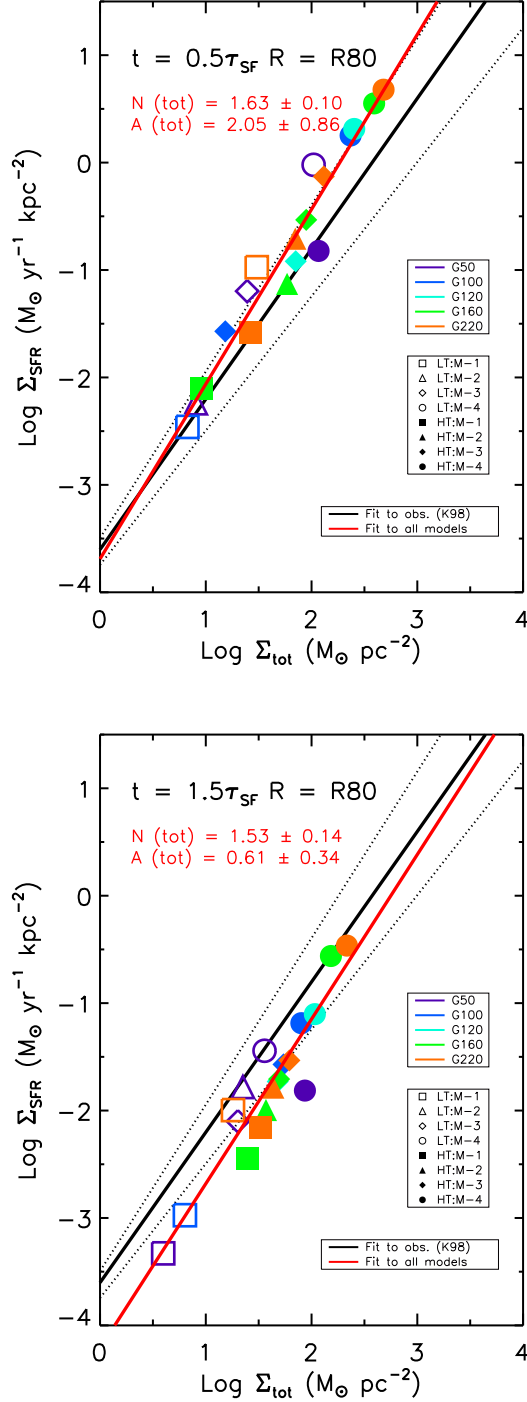 t = 0.5τSF R = R80
N (tot) = 1.63 ± 0.10
A (tot) = 2.05 ± 0.86
1
0
−1
−2
−3
−4
Log ΣSFR (M⊙ yr−1 kpc−2)
G50
G100
G120
G160
G220
LT:M−1
LT:M−2
LT:M−3
LT:M−4
HT:M−1
HT:M−2
HT:M−3
HT:M−4
Fit to obs. (K98)
Fit to all models
0 1 2 3 4
Log Σtot (M⊙ pc−2)
t = 1.5τSF R = R80
N (tot) = 1.53 ± 0.14
A (tot) = 0.61 ± 0.34
1
0
−1
−2
−3
−4
Log ΣSFR (M⊙ yr−1 kpc−2)
G50
G100
G120
G160
G220
LT:M−1
LT:M−2
LT:M−3
LT:M−4
HT:M−1
HT:M−2
HT:M−3
HT:M−4
Fit to obs. (K98)
Fit to all models
0 1 2 3 4
Log Σtot (M⊙ pc−2)